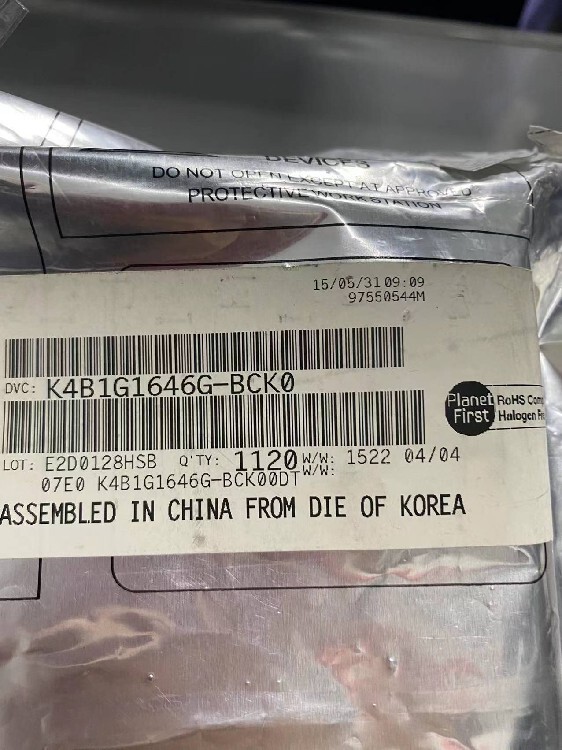 DEVICES
DO NOT OPEN EXCEPT AT APPROVED
PROTECTIVE WORKSTATION
15/05/31 09:09
97550544M
DVC: K4B1G1646G-BCK0
Planet First
RoHS Com
Halogen Fr
LOT: E2D0128HSB Q'TY: 1120 W/W: 1522 04/04
W/W:
07E0 K4B1G1646G-BCK00DT
ASSEMBLED IN CHINA FROM DIE OF KOREA